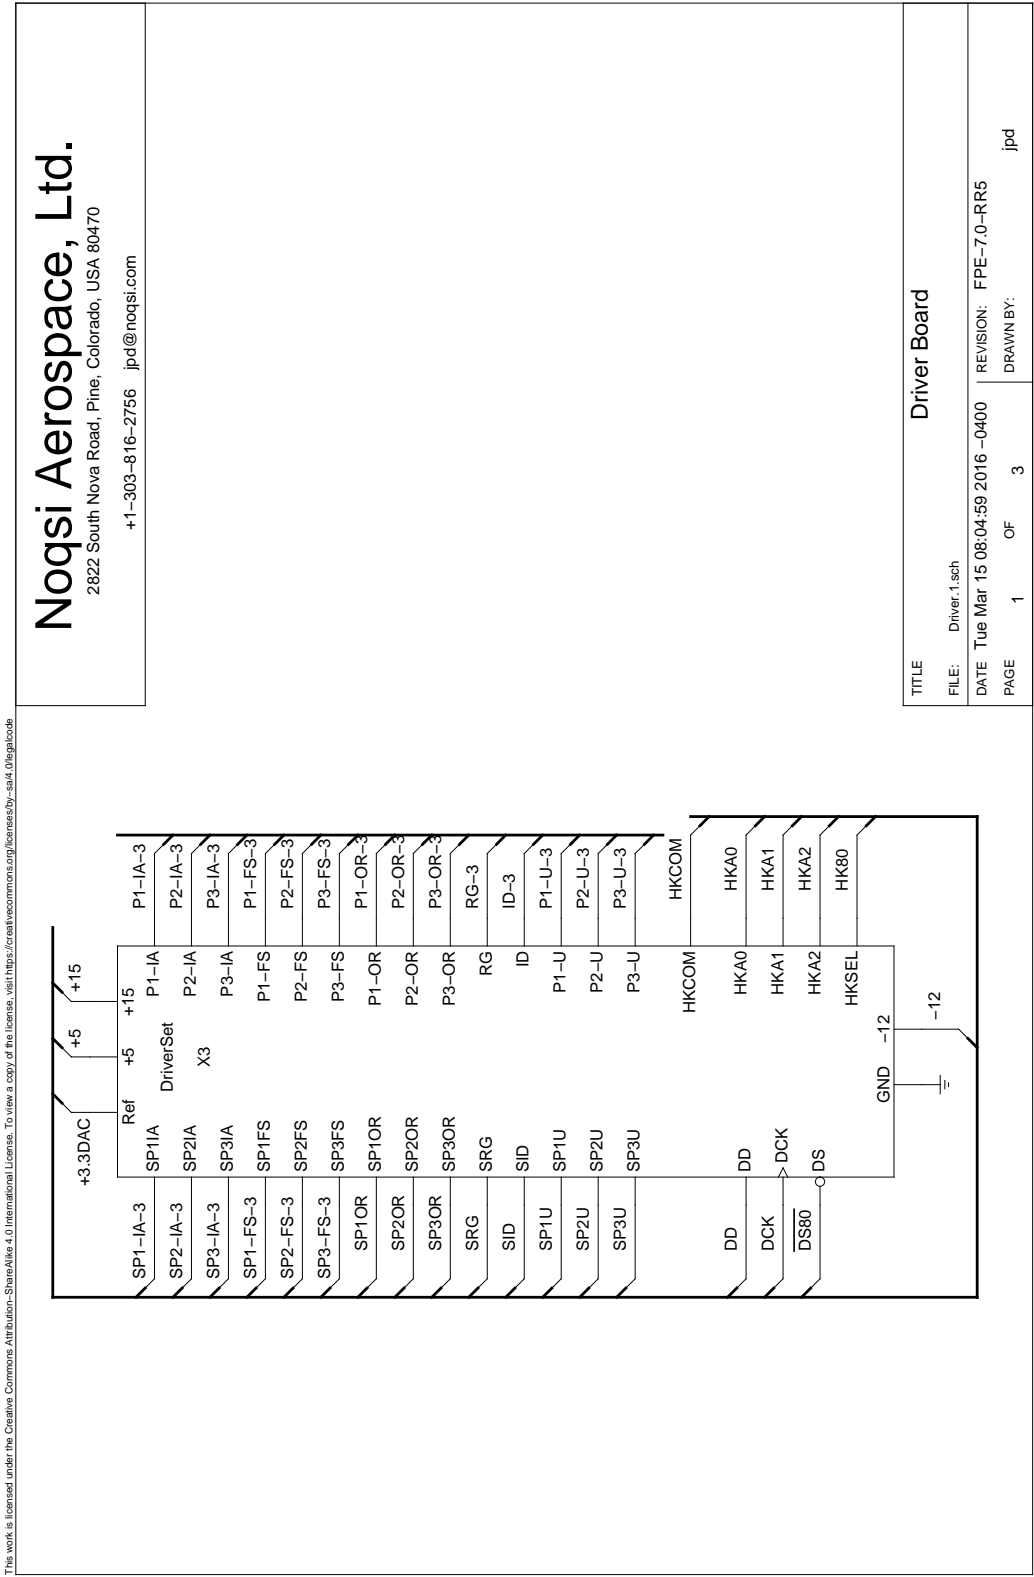 This work is licensed under the Creative Commons Attribution−ShareAlike 4.0 International License. To view a copy of the license, visit https://creativecommons.org/licenses/by−sa/4.0/legalcode
Noqsi Aerospace, Ltd.
2822 South Nova Road, Pine, Colorado, USA 80470
+1−303−816−2756 jpd@noqsi.com
+3.3DAC
+5
+15
Ref
+5
+15
DriverSet
X3
SP1−IA−3 SP1IA P1−IA P1−IA−3
SP2−IA−3 SP2IA P2−IA P2−IA−3
SP3−IA−3 SP3IA P3−IA P3−IA−3
SP1−FS−3 SP1FS P1−FS P1−FS−3
SP2−FS−3 SP2FS P2−FS P2−FS−3
SP3−FS−3 SP3FS P3−FS P3−FS−3
SP1OR SP1OR P1−OR P1−OR−3
SP2OR SP2OR P2−OR P2−OR−3
SP3OR SP3OR P3−OR P3−OR−3
SRG SRG RG RG−3
SID SID ID ID−3
SP1U SP1U P1−U P1−U−3
SP2U SP2U P2−U P2−U−3
SP3U SP3U P3−U P3−U−3
HKCOM HKCOM
DD DD HKA0 HKA0
DCK DCK HKA1 HKA1
DS80 DS HKA2 HKA2
HKSEL HK80
GND −12
−12
TITLE
Driver Board
FILE: Driver.1.sch
DATE Tue Mar 15 08:04:59 2016 −0400 REVISION: FPE−7.0−RR5
PAGE 1 OF 3 DRAWN BY: jpd